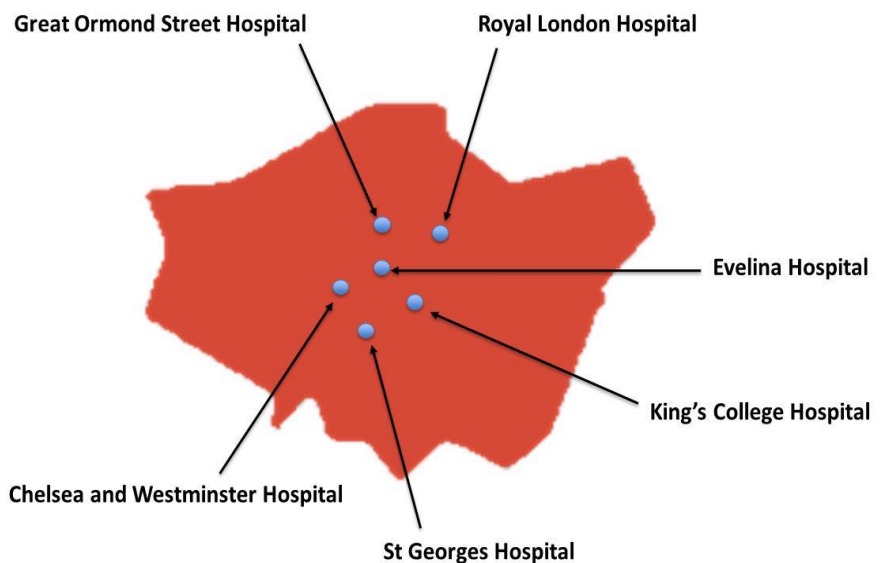 Great Ormond Street Hospital
Royal London Hospital
Evelina Hospital
King’s College Hospital
Chelsea and Westminster Hospital
St Georges Hospital